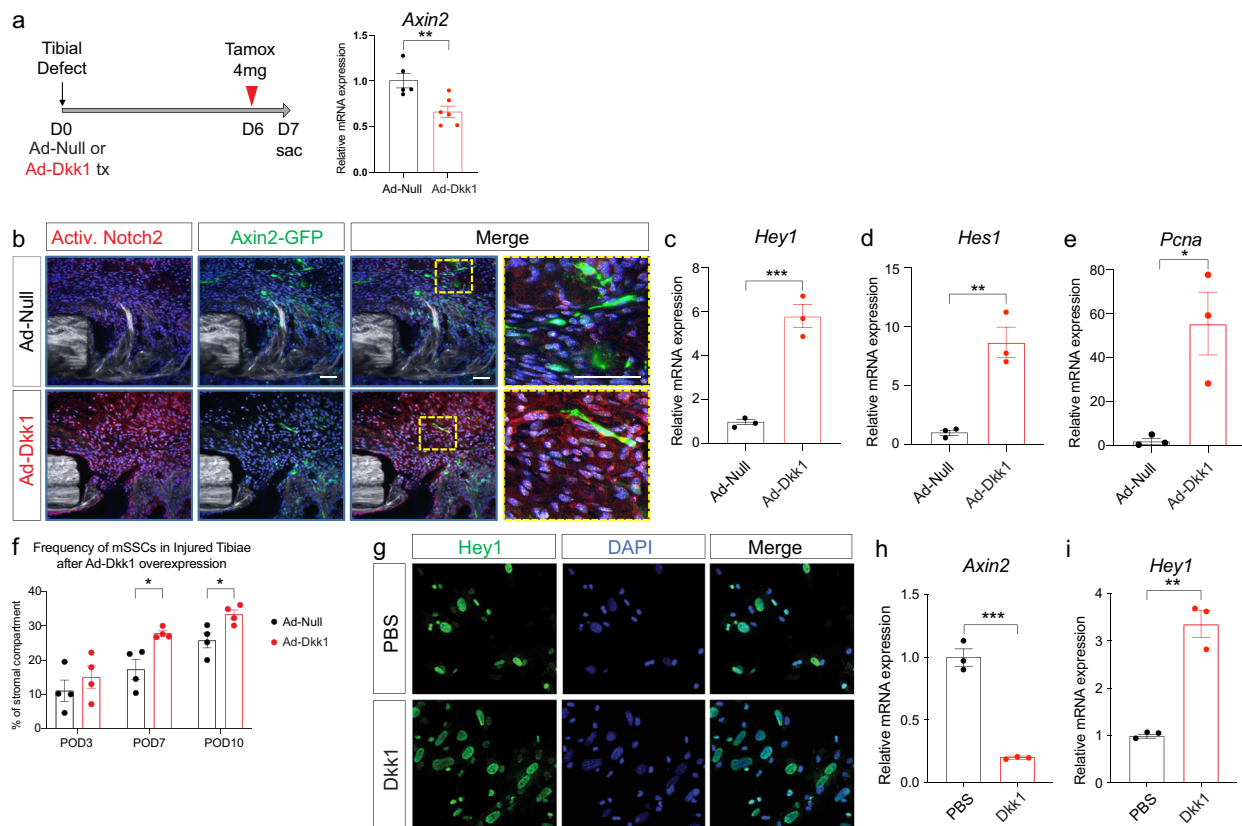 a
Tibial
Defect
Tamox
4mg
D0
D6
D7
Ad-Null or
sac
Ad-Dkk1 tx
Axin2
**
Relative mRNA expression
1.5
1.0
0.5
0.0
Ad-Null
Ad-Dkk1
b
Activ. Notch2
Axin2-GFP
Merge
Ad-Null
Ad-Dkk1
c
Hey1
***
Relative mRNA expression
8
6
4
2
0
Ad-Null
Ad-Dkk1
d
Hes1
**
Relative mRNA expression
15
10
5
0
Ad-Null
Ad-Dkk1
e
Pcna
*
Relative mRNA expression
80
60
40
20
0
Ad-Null
Ad-Dkk1
f
Frequency of mSSCs in Injured Tibiae
after Ad-Dkk1 overexpression
% of stromal compartment
40
30
20
10
0
*
*
Ad-Null
Ad-Dkk1
POD3
POD7
POD10
g
Hey1
DAPI
Merge
PBS
Dkk1
h
Axin2
***
Relative mRNA expression
1.5
1.0
0.5
0.0
PBS
Dkk1
i
Hey1
**
Relative mRNA expression
4
3
2
1
0
PBS
Dkk1